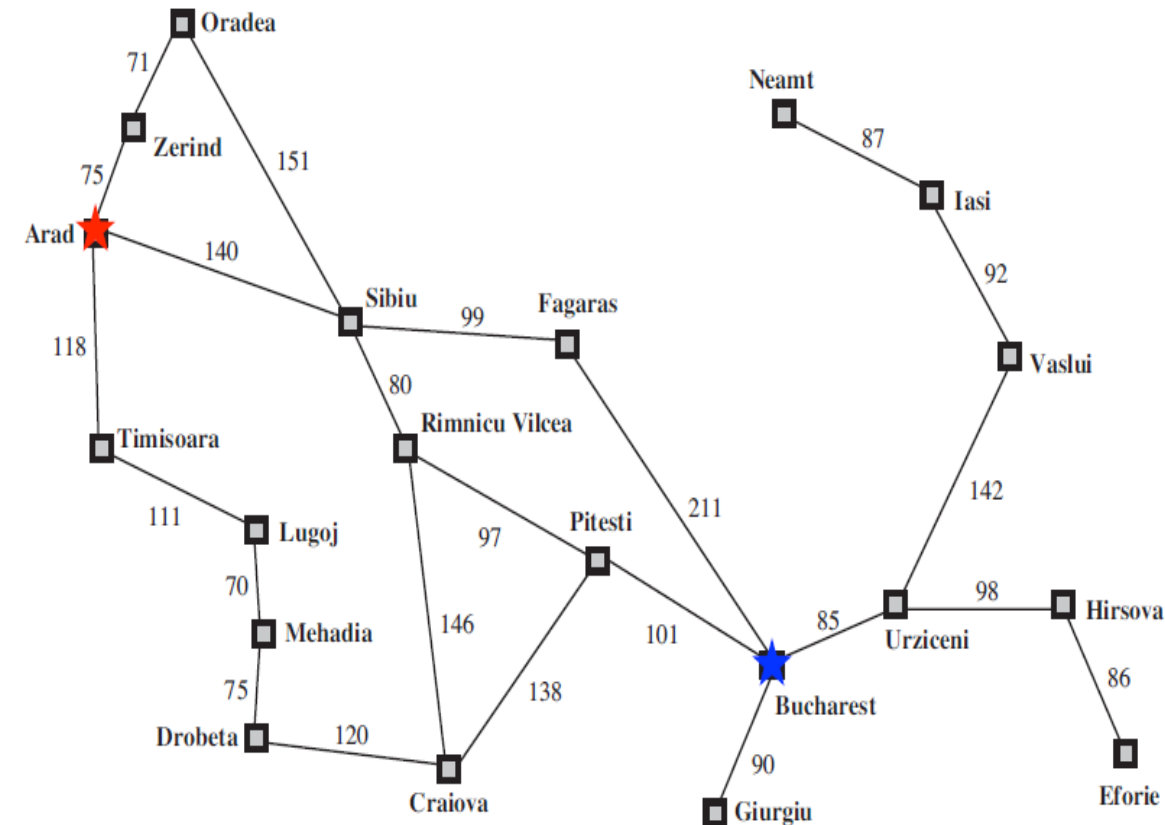 Oradea
71
Neamt
87
Zerind
151
75
Iasi
Arad
140
92
Sibiu
Fagaras
99
118
Vaslui
80
Rimnicu Vilcea
Timisoara
142
211
111
Pitesti
Lugoj
97
70
98
Hirsova
146
85
Mehadia
101
Urziceni
86
75
138
Bucharest
Drobeta
120
90
Eforie
Craiova
Giurgiu